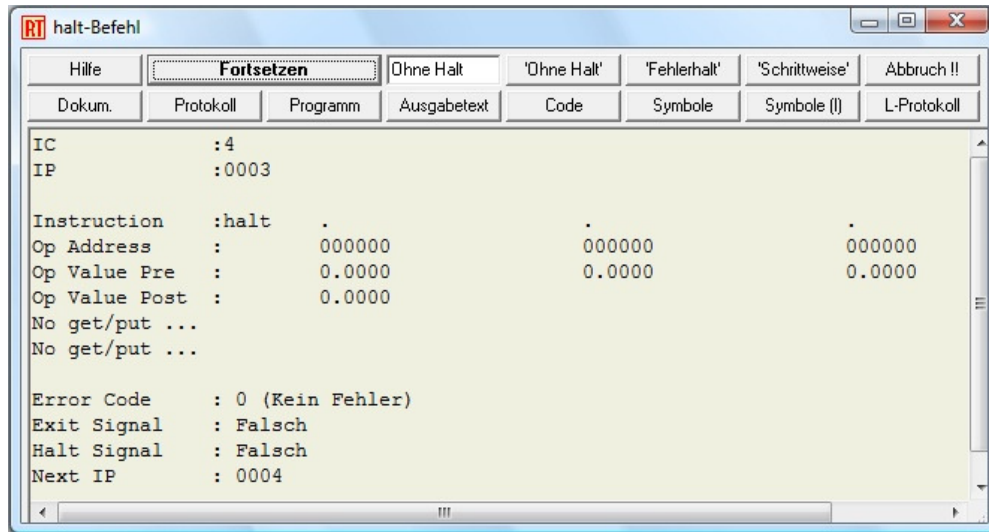 RT halt-Befehl
Hilfe Fortsetzen Ohne Halt 'Ohne Halt' 'Fehlerhalt' 'Schrittweise' Abbruch !!
Dokum. Protokoll Programm Ausgabetext Code Symbole Symbole (I) L-Protokoll
IC :4
IP :0003
Instruction :halt . . .
Op Address : 000000 000000 000000
Op Value Pre : 0.0000 0.0000 0.0000
Op Value Post : 0.0000
No get/put ...
No get/put ...
Error Code : 0 (Kein Fehler)
Exit Signal : Falsch
Halt Signal : Falsch
Next IP : 0004